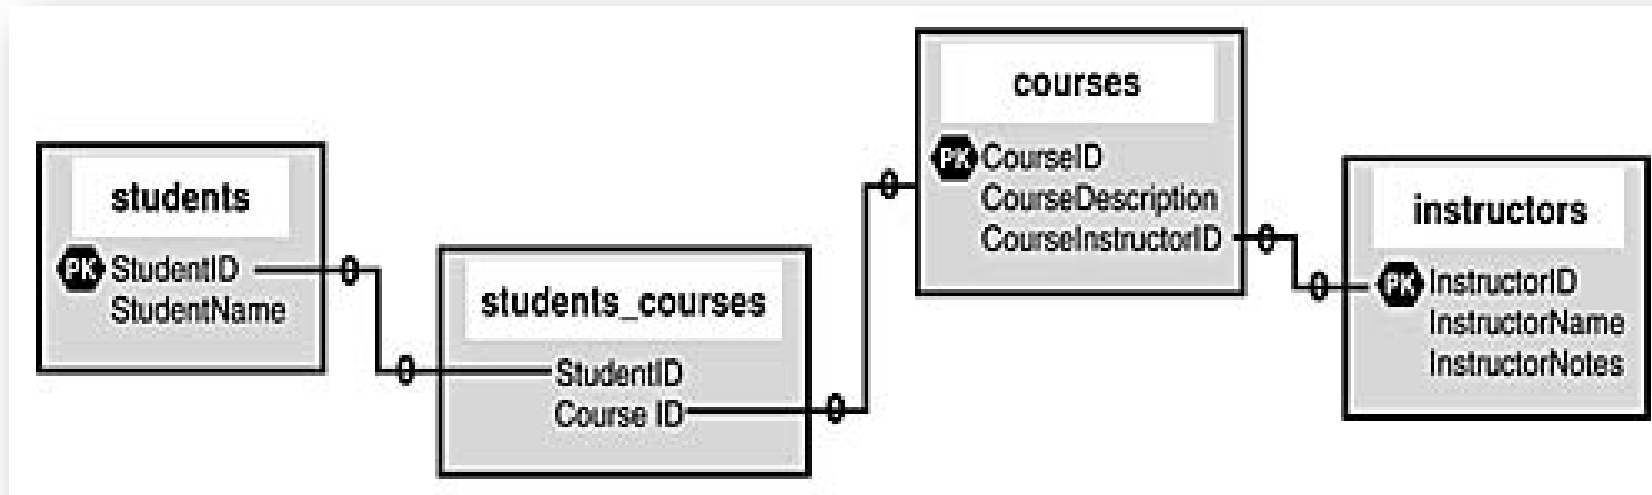 students
PK StudentID
StudentName
students_courses
StudentID
Course ID
courses
PK CourseID
CourseDescription
CourseInstructorID
instructors
PK InstructorID
InstructorName
InstructorNotes